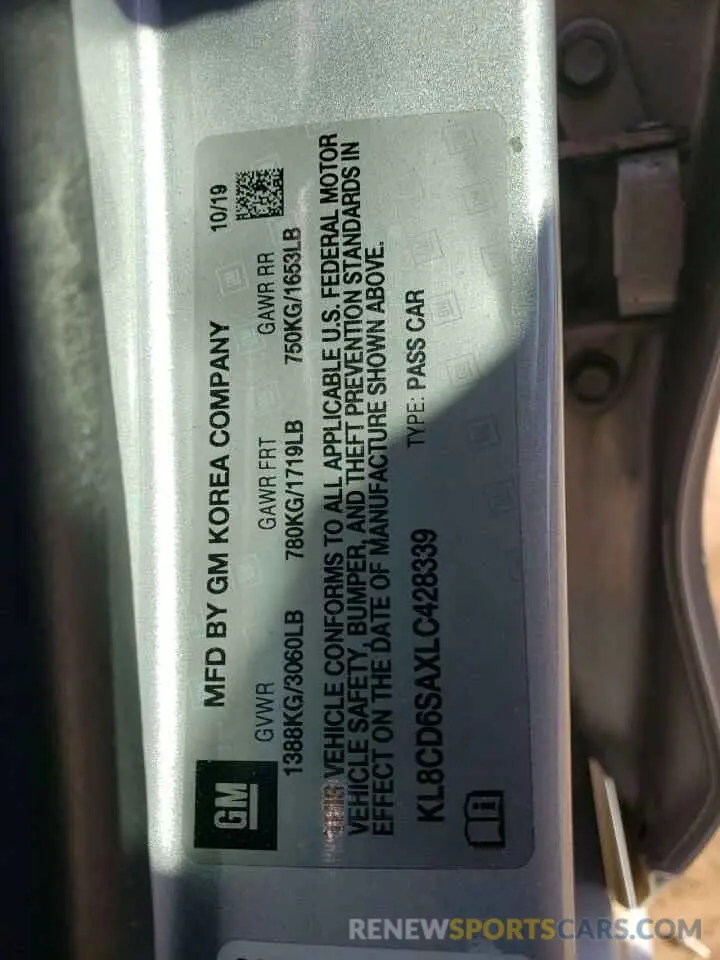 GM
MFD BY GM KOREA COMPANY 10/19
GVWR GAWR FRT GAWR RR
1388KG/3060LB 780KG/1719LB 750KG/1653LB
THIS VEHICLE CONFORMS TO ALL APPLICABLE U.S. FEDERAL MOTOR
VEHICLE SAFETY, BUMPER, AND THEFT PREVENTION STANDARDS IN
EFFECT ON THE DATE OF MANUFACTURE SHOWN ABOVE.
KL8CD6SAXLC428339 TYPE: PASS CAR
RENEWSPORTSCARS.COM